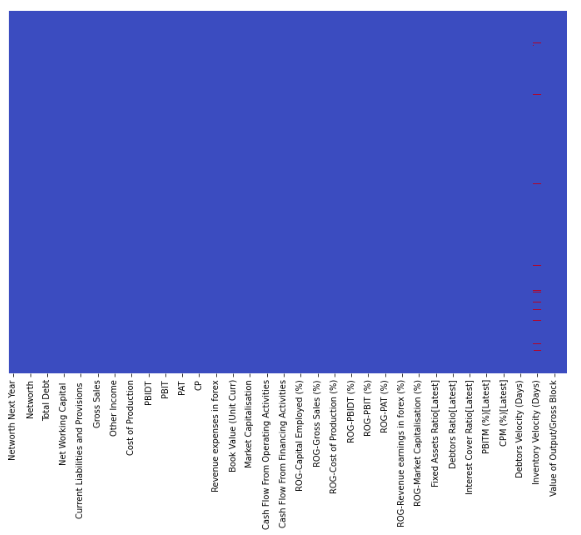 Networth Next Year
Networth
Total Debt
Net Working Capital
Current Liabilities and Provisions
Gross Sales
Other Income
Cost of Production
PBIDT
PBIT
PAT
CP
Revenue expenses in forex
Book Value (Unit Curr)
Market Capitalisation
Cash Flow From Operating Activities
Cash Flow From Financing Activities
ROG-Capital Employed (%)
ROG-Gross Sales (%)
ROG-Cost of Production (%)
ROG-PBIDT (%)
ROG-PBIT (%)
ROG-PAT (%)
ROG-Revenue earnings in forex (%)
ROG-Market Capitalisation (%)
Fixed Assets Ratio[Latest]
Debtors Ratio[Latest]
Interest Cover Ratio[Latest]
PBITM (%)[Latest]
CPM (%)[Latest]
Debtors Velocity (Days)
Inventory Velocity (Days)
Value of Output/Gross Block